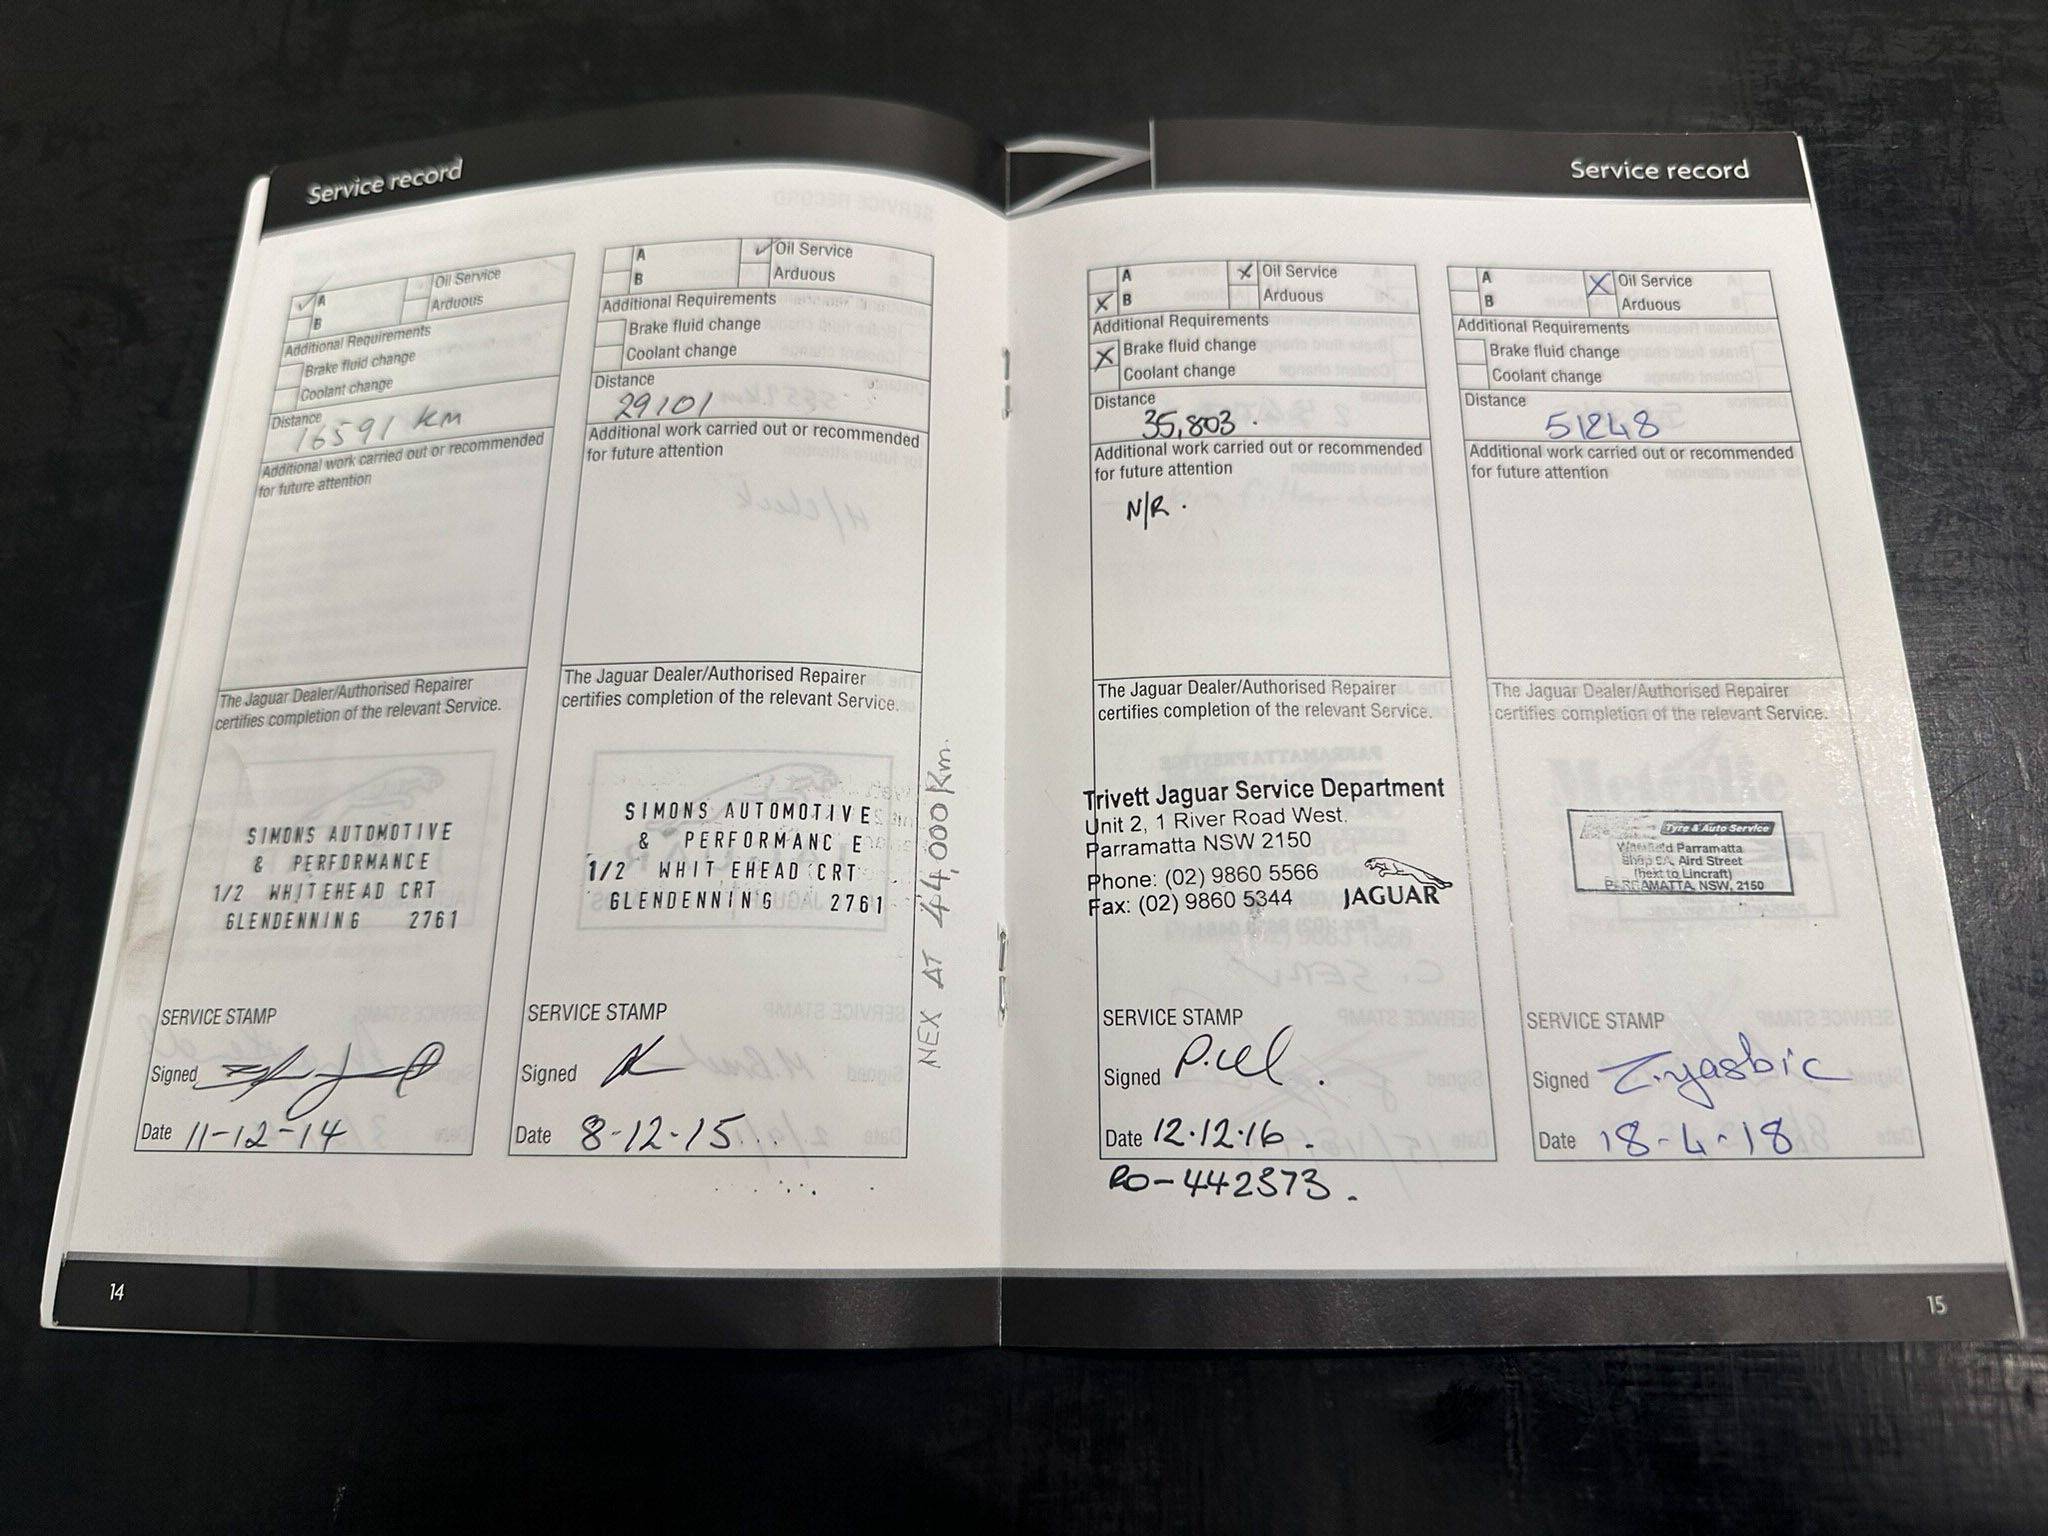 Service record
A
Oil Service
B
Arduous
Additional Requirements
Brake fluid change
Coolant change
Distance
16591 KM
Additional work carried out or recommended
for future attention
The Jaguar Dealer/Authorised Repairer
certifies completion of the relevant Service.
SIMONS AUTOMOTIVE
& PERFORMANCE
1/2 WHITEHEAD CRT
GLENDENNING 2761
SERVICE STAMP
Signed
Date 11-12-14
A
Oil Service
B
Arduous
Additional Requirements
Brake fluid change
Coolant change
Distance
29101
Additional work carried out or recommended
for future attention
The Jaguar Dealer/Authorised Repairer
certifies completion of the relevant Service.
SIMONS AUTOMOTIVE
& PERFORMANC E
1/2 WHIT EHEAD CRT
GLENDENNING 2761
SERVICE STAMP
Signed
Date 8-12-15
NEX AT 44,000 Km.
14
Service record
A
Oil Service
B
Arduous
Additional Requirements
Brake fluid change
Coolant change
Distance
35,803.
Additional work carried out or recommended
for future attention
N/R.
The Jaguar Dealer/Authorised Repairer
certifies completion of the relevant Service.
Trivett Jaguar Service Department
Unit 2, 1 River Road West.
Parramatta NSW 2150
Phone: (02) 9860 5566
Fax: (02) 9860 5344
JAGUAR
SERVICE STAMP
Signed
Date 12.12.16.
RO-442373.
A
Oil Service
B
Arduous
Additional Requirements
Brake fluid change
Coolant change
Distance
51248
Additional work carried out or recommended
for future attention
The Jaguar Dealer/Authorised Repairer
certifies completion of the relevant Service.
Tyre & Auto Service
Westfield Parramatta
Shop 5A, Aird Street
(next to Lincraft)
PARRAMATTA, NSW, 2150
SERVICE STAMP
Signed
Date 18-4-18
15